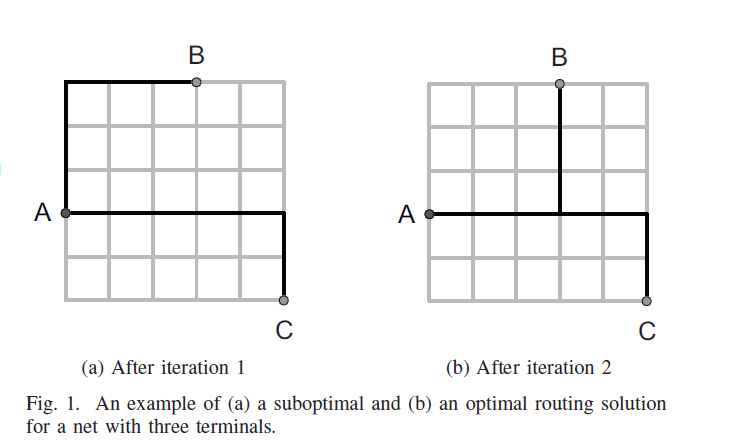 B
B
A
A
C
C
(a) After iteration 1
(b) After iteration 2
Fig. 1. An example of (a) a suboptimal and (b) an optimal routing solution
for a net with three terminals.